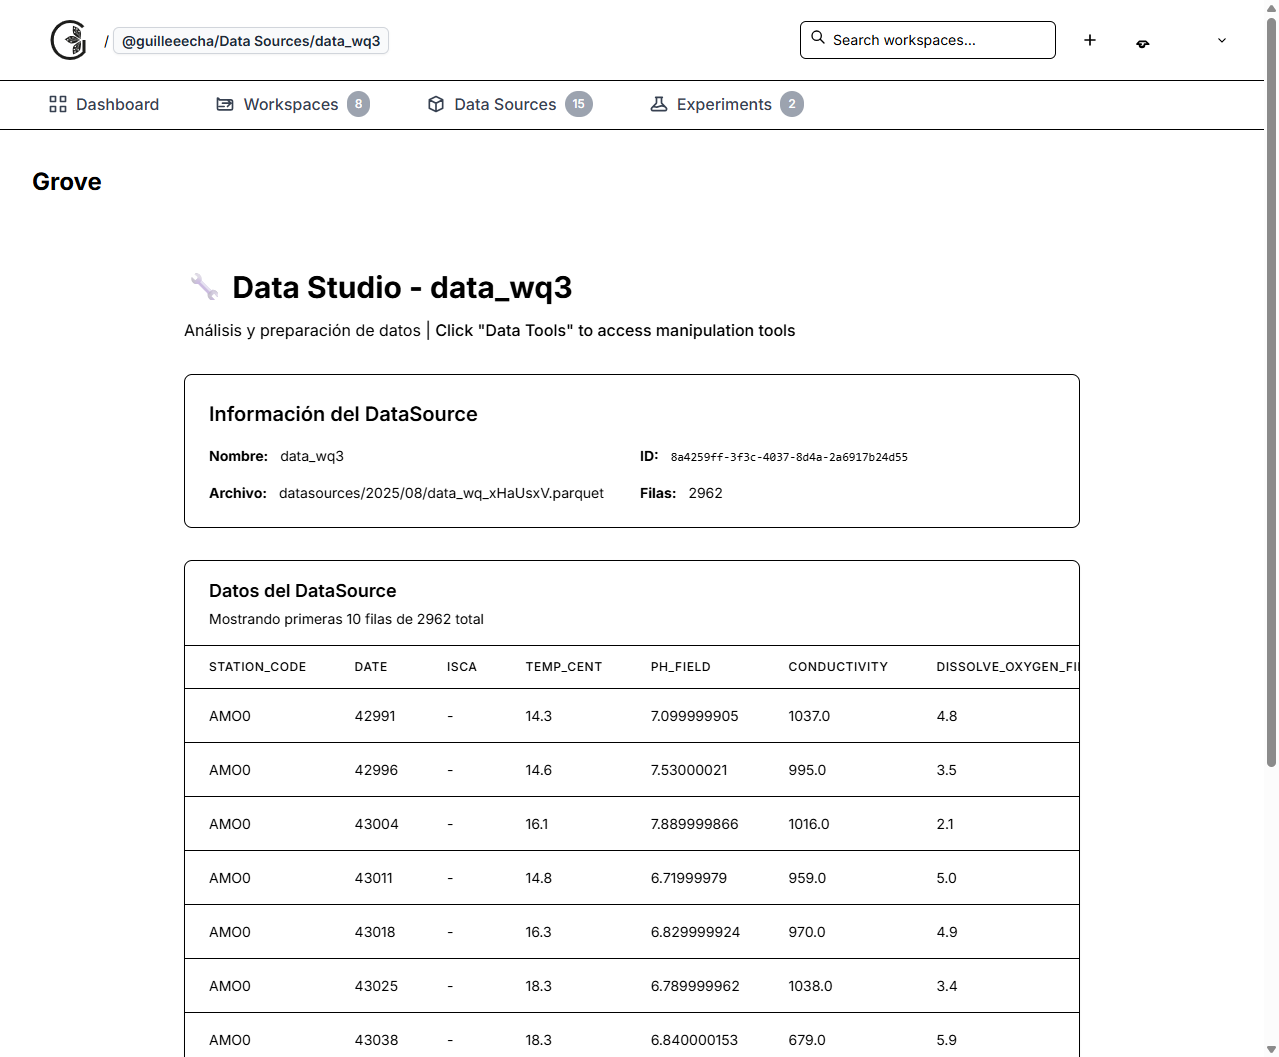 / @guilleeecha/Data Sources/data_wq3
Search workspaces...
Dashboard
Workspaces 8
Data Sources 15
Experiments 2
Grove
Data Studio - data_wq3
Análisis y preparación de datos | Click "Data Tools" to access manipulation tools
Información del DataSource
Nombre: data_wq3
ID: 8a4259ff-3f3c-4037-8d4a-2a6917b24d55
Archivo: datasources/2025/08/data_wq_xHaUsxV.parquet
Filas: 2962
Datos del DataSource
Mostrando primeras 10 filas de 2962 total
STATION_CODE DATE ISCA TEMP_CENT PH_FIELD CONDUCTIVITY DISSOLVE_OXYGEN_FI
AMO0 42991 - 14.3 7.099999905 1037.0 4.8
AMO0 42996 - 14.6 7.53000021 995.0 3.5
AMO0 43004 - 16.1 7.889999866 1016.0 2.1
AMO0 43011 - 14.8 6.71999979 959.0 5.0
AMO0 43018 - 16.3 6.829999924 970.0 4.9
AMO0 43025 - 18.3 6.789999962 1038.0 3.4
AMO0 43038 - 18.3 6.840000153 679.0 5.9